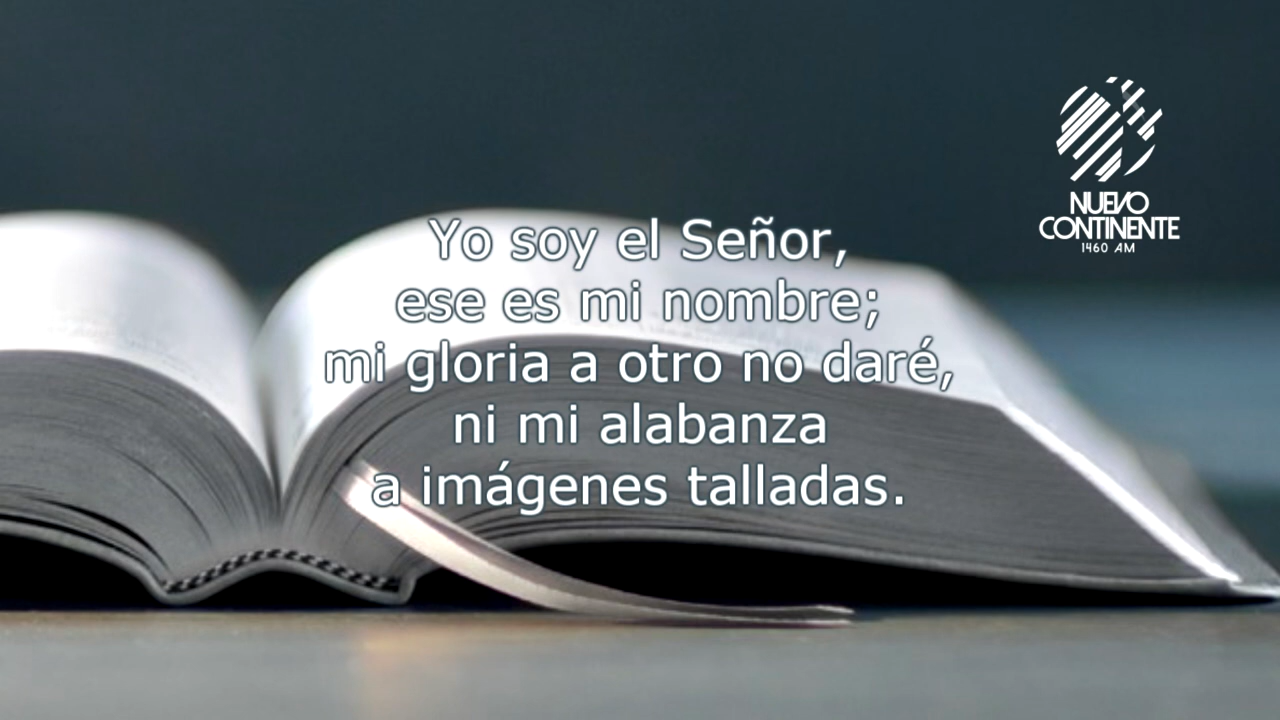 NUEVO
CONTINENTE
1460 AM
Yo soy el Señor,
ese es mi nombre;
mi gloria a otro no daré,
ni mi alabanza
a imágenes talladas.